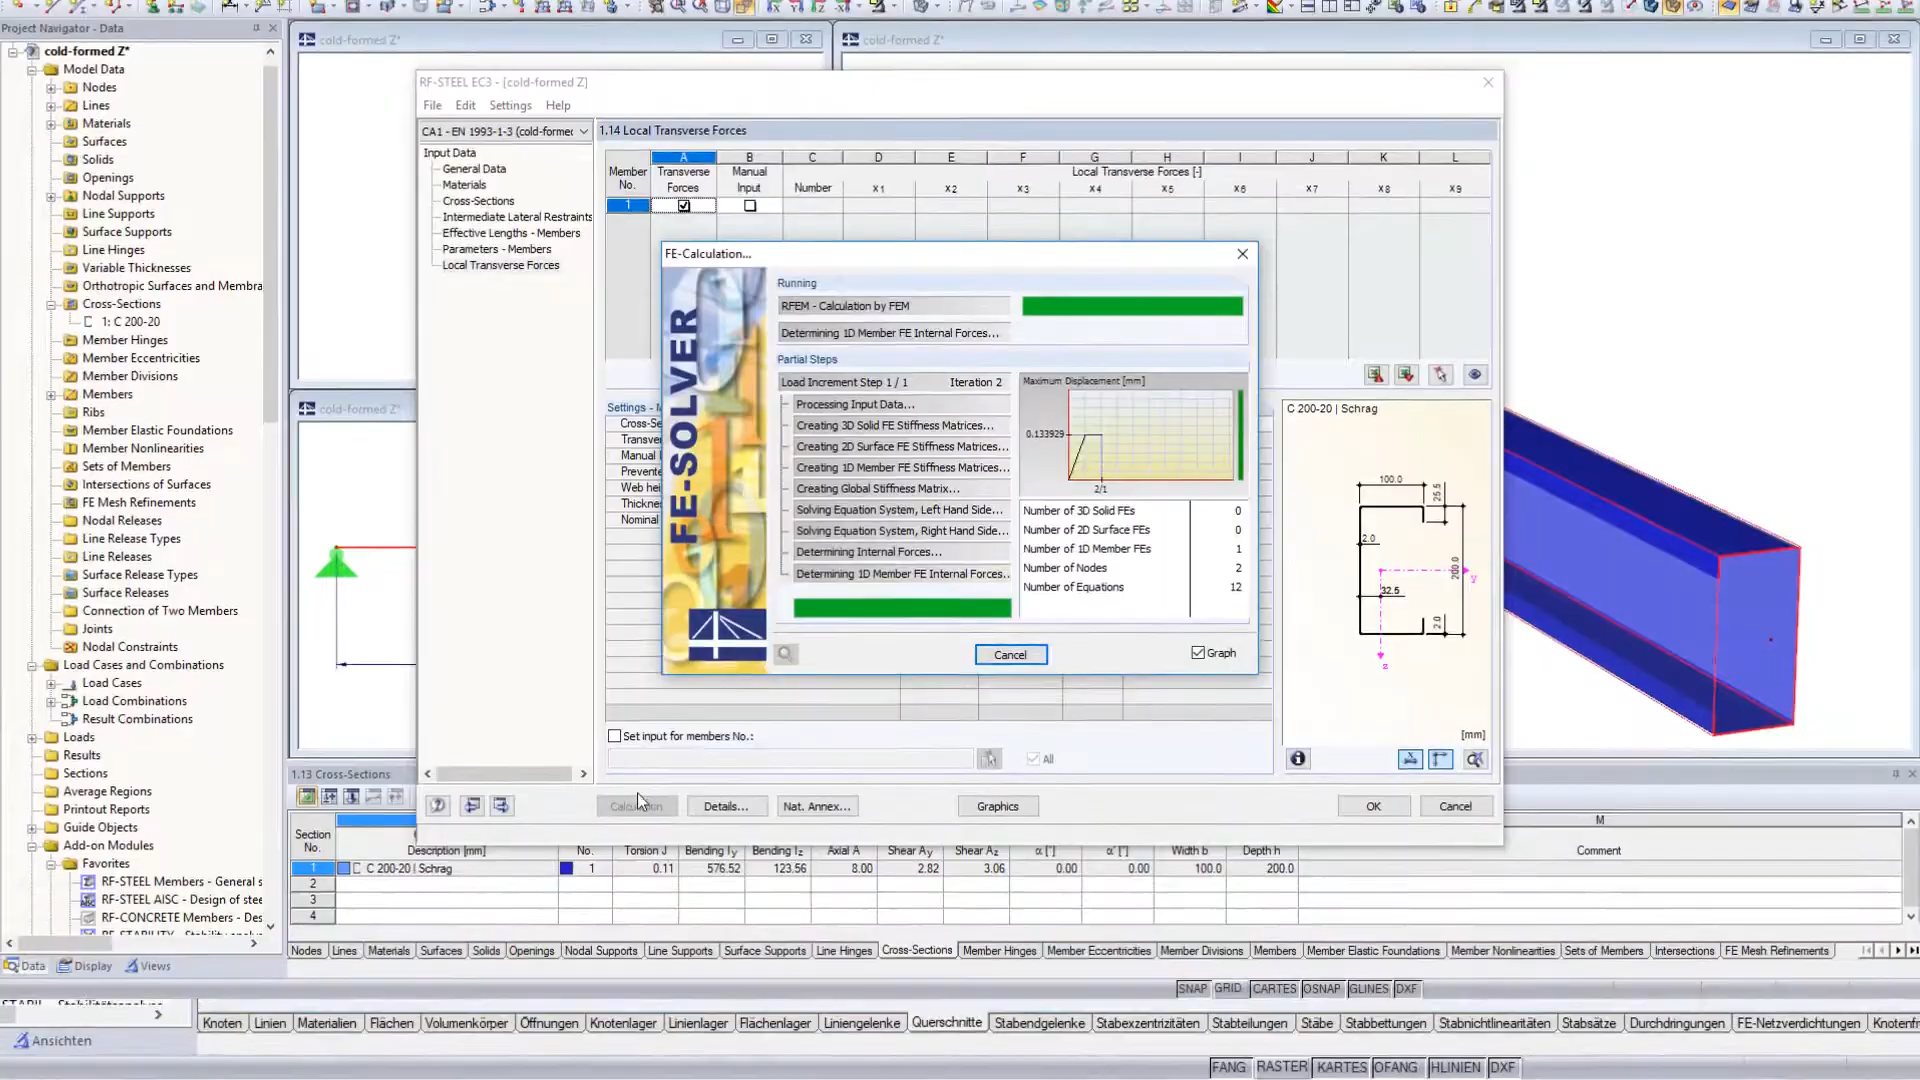 Project Navigator - Data
cold-formed Z*
Model Data
Nodes
Lines
Materials
Surfaces
Solids
Openings
Nodal Supports
Line Supports
Surface Supports
Line Hinges
Variable Thicknesses
Orthotropic Surfaces and Membra
Cross-Sections
1: C 200-20
Member Hinges
Member Eccentricities
Member Divisions
Members
Ribs
Member Elastic Foundations
Member Nonlinearities
Sets of Members
Intersections of Surfaces
FE Mesh Refinements
Nodal Releases
Line Release Types
Line Releases
Surface Release Types
Surface Releases
Connection of Two Members
Joints
Nodal Constraints
Load Cases and Combinations
Load Cases
Load Combinations
Result Combinations
Loads
Results
Sections
Average Regions
Printout Reports
Guide Objects
Add-on Modules
Favorites
RF-STEEL Members - General s
RF-STEEL AISC - Design of stee
RF-CONCRETE Members - Des
Data Display Views
cold-formed Z*
cold-formed Z*
cold-formed Z*
RF-STEEL EC3 - [cold-formed Z]
File Edit Settings Help
CA1 - EN 1993-1-3 (cold-formec
Input Data
General Data
Materials
Cross-Sections
Intermediate Lateral Restraints
Effective Lengths - Members
Parameters - Members
Local Transverse Forces
1.14 Local Transverse Forces
A B C D E F G H I J K L
Member Transverse Manual Local Transverse Forces [-]
No. Forces Input Number x1 x2 x3 x4 x5 x6 x7 x8 x9
1
Settings - M
Cross-Se
Transver
Manual I
Prevente
Web hei
Thickne
Nominal
FE-Calculation...
FE-SOLVER
Running
RFEM - Calculation by FEM
Determining 1D Member FE Internal Forces...
Partial Steps
Load Increment Step 1 / 1 Iteration 2
Processing Input Data...
Creating 3D Solid FE Stiffness Matrices...
Creating 2D Surface FE Stiffness Matrices...
Creating 1D Member FE Stiffness Matrices...
Creating Global Stiffness Matrix...
Solving Equation System, Left Hand Side...
Solving Equation System, Right Hand Side...
Determining Internal Forces...
Determining 1D Member FE Internal Forces...
Maximum Displacement [mm]
0.133929
2/1
Number of 3D Solid FEs 0
Number of 2D Surface FEs 0
Number of 1D Member FEs 1
Number of Nodes 2
Number of Equations 12
Cancel
Graph
C 200-20 | Schrag
100.0
25.5
2.0
200.0
32.5
2.0
y
z
[mm]
Set input for members No.:
All
Calculation Details... Nat. Annex... Graphics OK Cancel
1.13 Cross-Sections
M
Section
No. Description [mm] No. Torsion J Bending Iy Bending Iz Axial A Shear Ay Shear Az α [°] α' [°] Width b Depth h Comment
1 C 200-20 | Schrag 1 0.11 576.52 123.56 8.00 2.82 3.06 0.00 0.00 100.0 200.0
2
3
4
Nodes Lines Materials Surfaces Solids Openings Nodal Supports Line Supports Surface Supports Line Hinges Cross-Sections Member Hinges Member Eccentricities Member Divisions Members Member Elastic Foundations Member Nonlinearities Sets of Members Intersections FE Mesh Refinements
SNAP GRID CARTES OSNAP GLINES DXF
Knoten Linien Materialien Flächen Volumenkörper Öffnungen Knotenlager Linienlager Flächenlager Liniengelenke Querschnitte Stabendgelenke Stabexzentrizitäten Stabteilungen Stäbe Stabbettungen Stabnichtlinearitäten Stabsätze Durchdringungen FE-Netzverdichtungen Knotenfr
Ansichten
FANG RASTER KARTES OFANG HLINIEN DXF